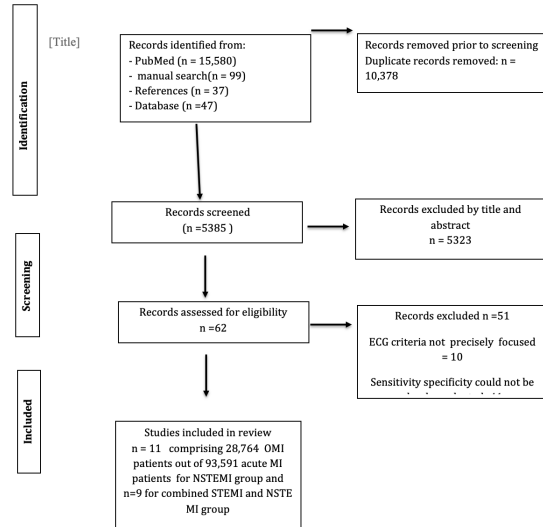 [Title]
Identification
Records identified from:
- PubMed (n = 15,580)
- manual search(n = 99)
- References (n = 37)
- Database (n =47)
Records removed prior to screening
Duplicate records removed: n =
10,378
Records screened
(n =5385 )
Records excluded by title and
abstract
n = 5323
Screening
Records assessed for eligibility
n =62
Records excluded n =51
ECG criteria not precisely focused
= 10
Sensitivity specificity could not be
Included
Studies included in review
n = 11 comprising 28,764 OMI
patients out of 93,591 acute MI
patients for NSTEMI group and
n=9 for combined STEMI and NSTE
MI group